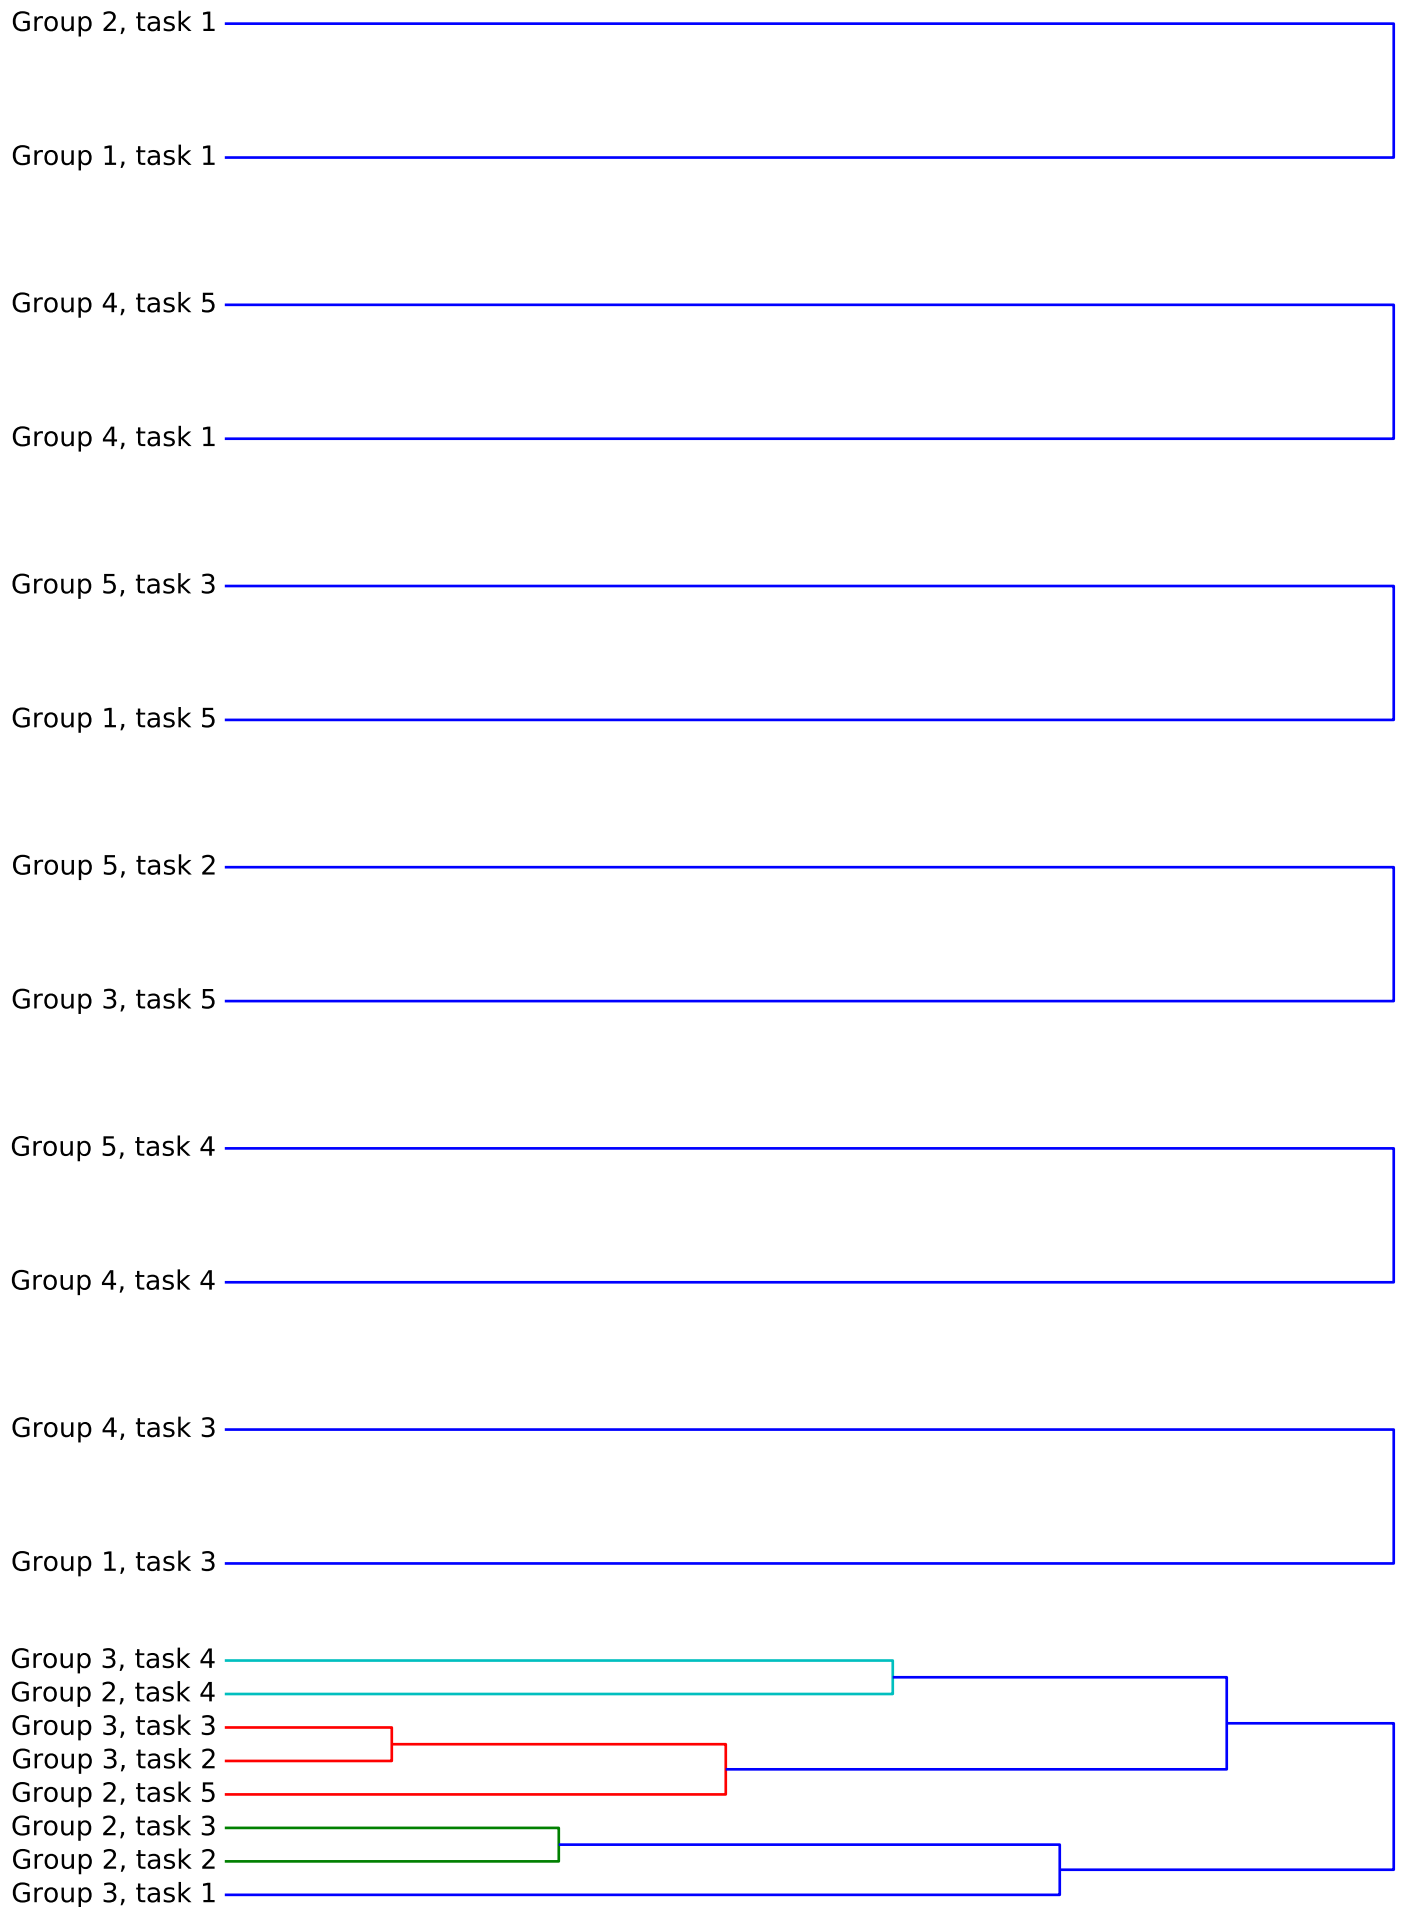 Group 2, task 1
Group 1, task 1
Group 4, task 5
Group 4, task 1
Group 5, task 3
Group 1, task 5
Group 5, task 2
Group 3, task 5
Group 5, task 4
Group 4, task 4
Group 4, task 3
Group 1, task 3
Group 3, task 4
Group 2, task 4
Group 3, task 3
Group 3, task 2
Group 2, task 5
Group 2, task 3
Group 2, task 2
Group 3, task 1